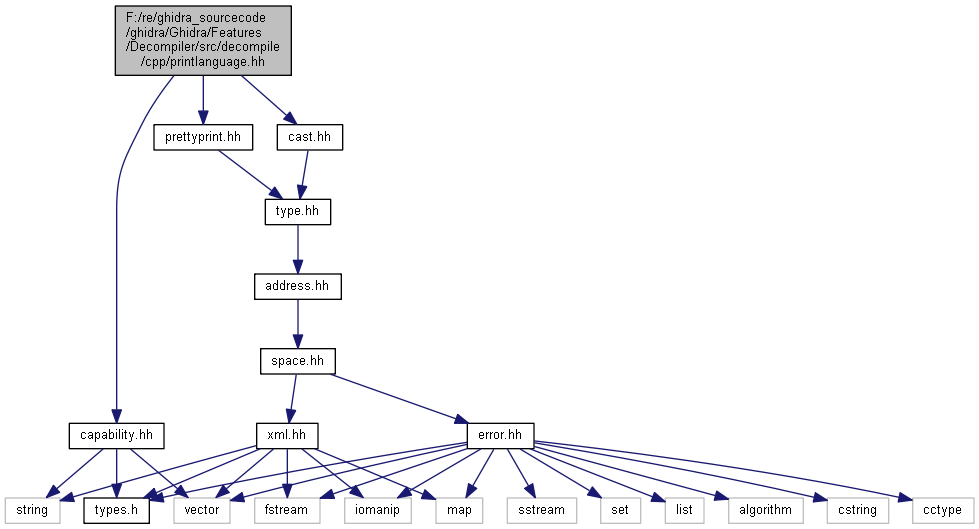 F:/re/ghidra_sourcecode
/ghidra/Ghidra/Features
/Decompiler/src/decompile
/cpp/printlanguage.hh
prettyprint.hh
cast.hh
type.hh
address.hh
space.hh
capability.hh
xml.hh
error.hh
string
types.h
vector
fstream
iomanip
map
sstream
set
list
algorithm
cstring
cctype